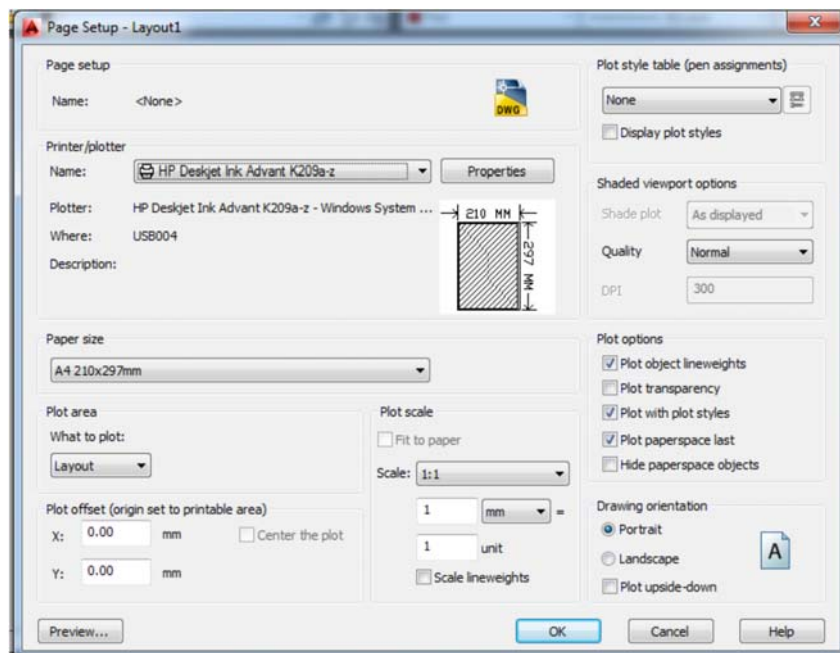 Page Setup - Layout1
Page setup
Name: <None>
DWG
Printer/plotter
Name: HP Deskjet Ink Advant K209a-z Properties
Plotter: HP Deskjet Ink Advant K209a-z - Windows System ...
Where: USB004
Description:
210 MM
297 MM
Paper size
A4 210x297mm
Plot area
What to plot:
Layout
Plot offset (origin set to printable area)
X: 0.00 mm Center the plot
Y: 0.00 mm
Plot scale
Fit to paper
Scale: 1:1
1 mm =
1 unit
Scale lineweights
Plot style table (pen assignments)
None
Display plot styles
Shaded viewport options
Shade plot As displayed
Quality Normal
DPI 300
Plot options
Plot object lineweights
Plot transparency
Plot with plot styles
Plot paperspace last
Hide paperspace objects
Drawing orientation
Portrait
Landscape
A
Plot upside-down
Preview... OK Cancel Help